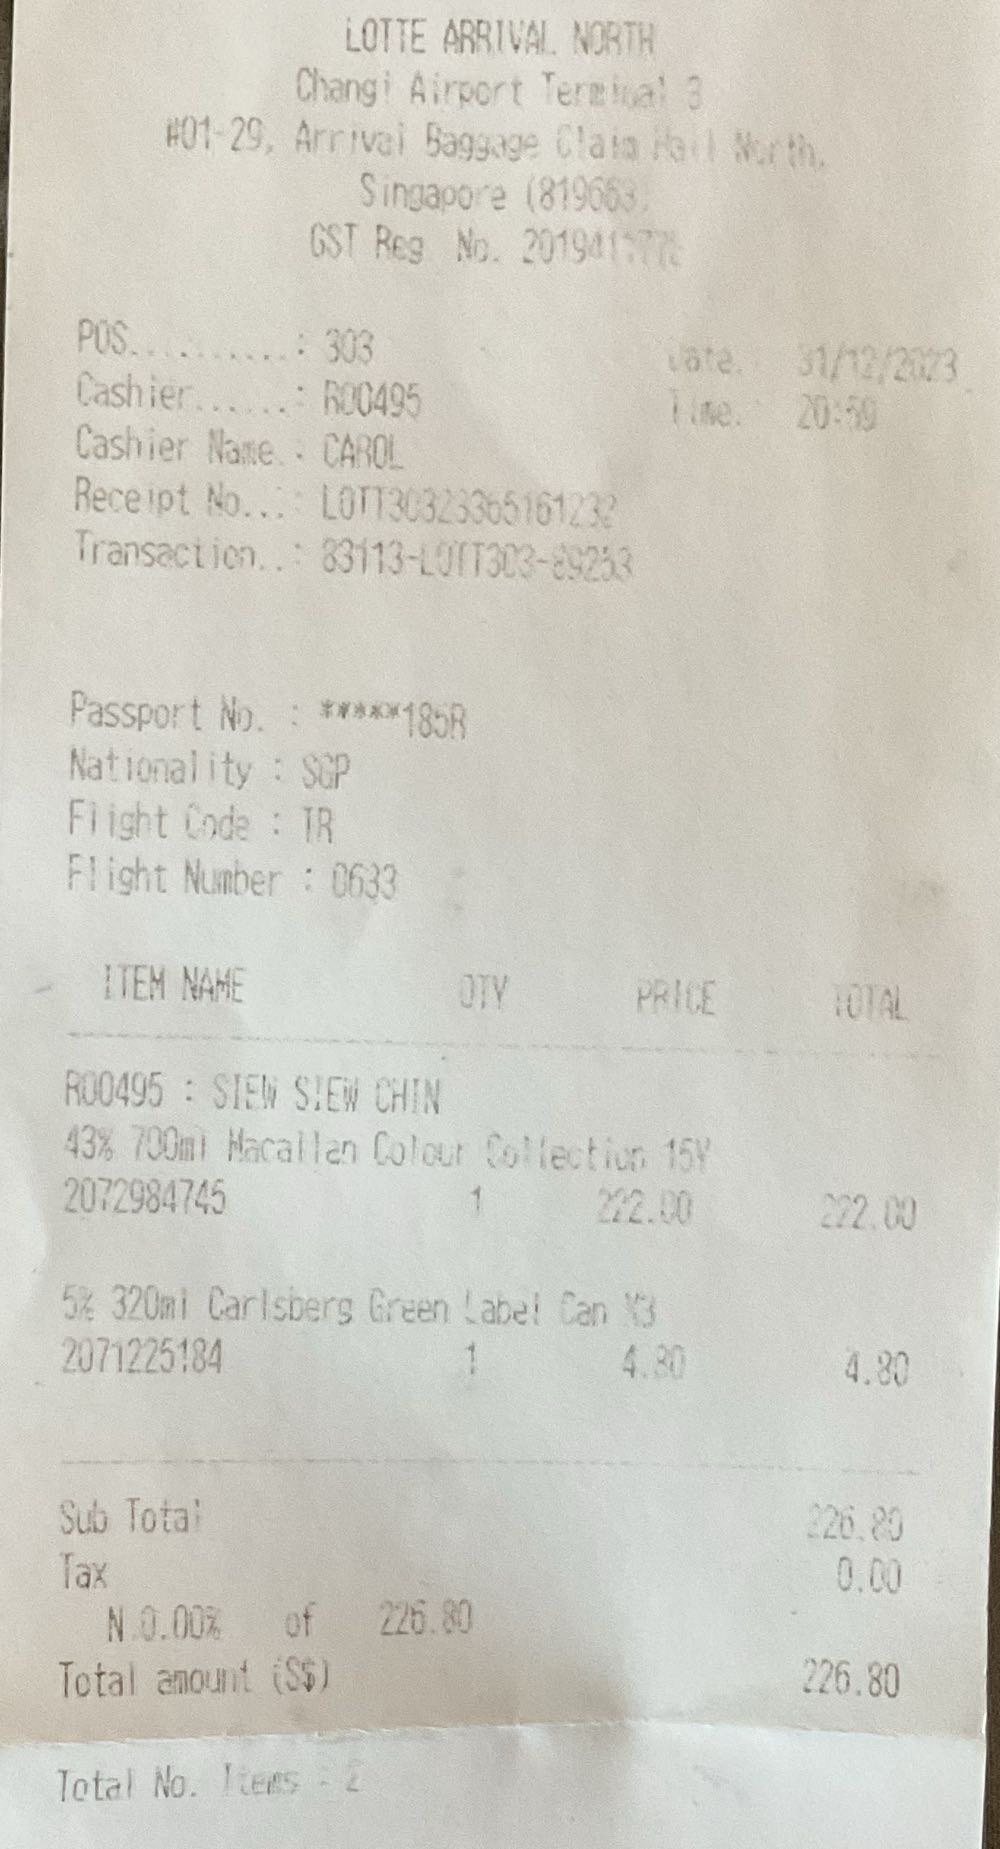 LOTTE ARRIVAL NORTH
Changi Airport Terminal 3
#01-29, Arrival Baggage Claim Hall North,
Singapore (819663)
GST Reg No.
POS..........: 303
Date. : 31/12/2023
Cashier......: R00495
Time. : 20:59
Cashier Name.: CAROL
Receipt No...: LOTT30323365161232
Transaction..: 83113-LOTT303-89253
Passport No. : *****185R
Nationality : SGP
Flight Code : TR
Flight Number : 0633
ITEM NAME QTY PRICE TOTAL
R00495 : SIEW SIEW CHIN
43% 700ml Macallan Colour Collection 15Y
2072984745 1 222.00 222.00
5% 320ml Carlsberg Green Label Can X3
2071225184 1 4.80 4.80
Sub Total 226.80
Tax 0.00
N 0.00% of 226.80
Total amount (S$) 226.80
Total No. Items : 2